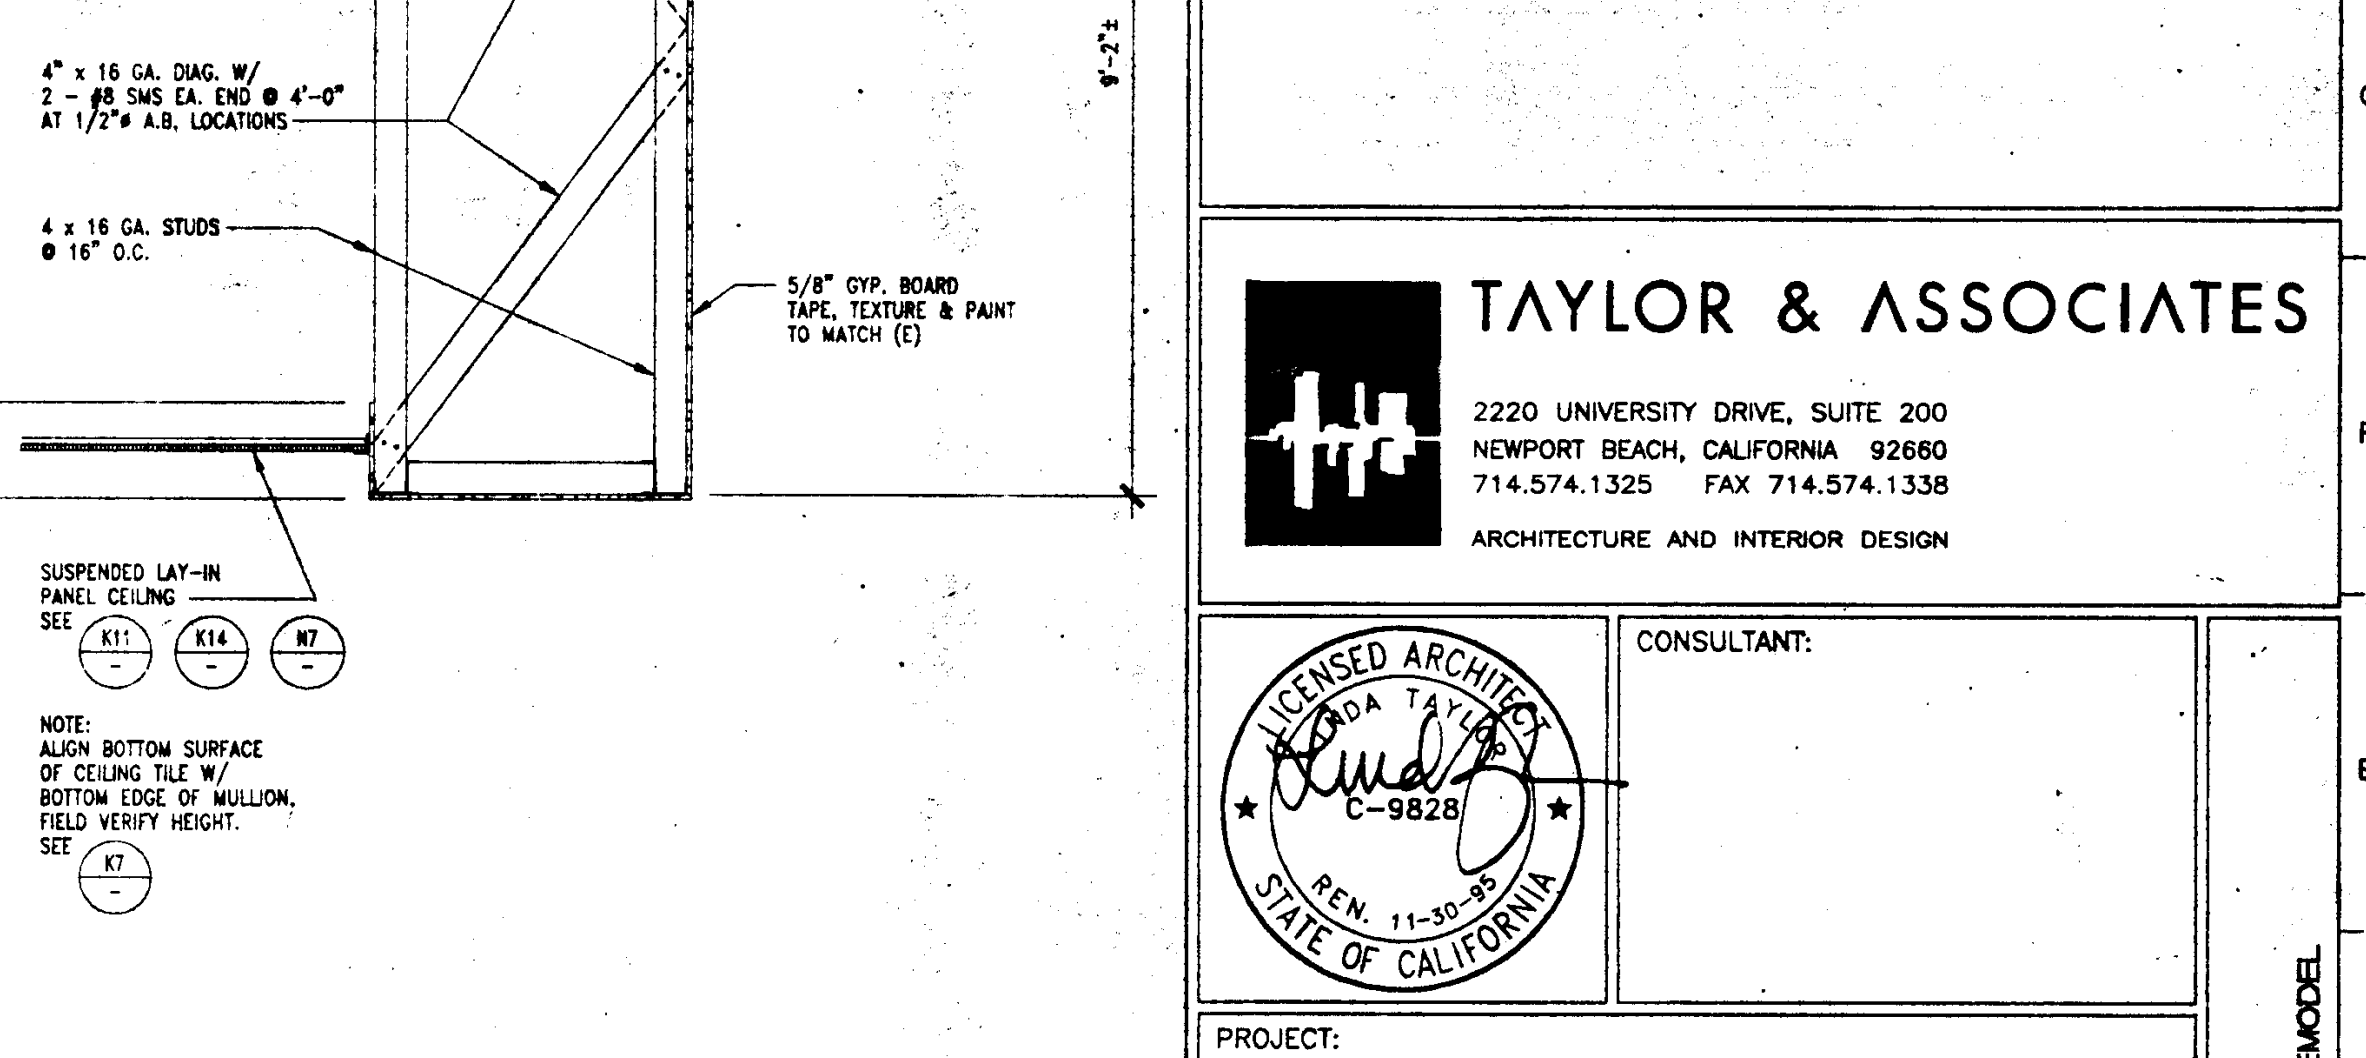 4" x 16 GA. DIAG. W/
2 - #8 SMS EA. END @ 4'-0"
AT 1/2"ø A.B. LOCATIONS
4 x 16 GA. STUDS
@ 16" O.C.
9'-2"±
5/8" GYP. BOARD
TAPE, TEXTURE & PAINT
TO MATCH (E)
SUSPENDED LAY-IN
PANEL CEILING
SEE
K11
-
K14
-
N7
-
NOTE:
ALIGN BOTTOM SURFACE
OF CEILING TILE W/
BOTTOM EDGE OF MULLION,
FIELD VERIFY HEIGHT.
SEE
K7
-
TAYLOR & ASSOCIATES
2220 UNIVERSITY DRIVE, SUITE 200
NEWPORT BEACH, CALIFORNIA 92660
714.574.1325 FAX 714.574.1338
ARCHITECTURE AND INTERIOR DESIGN
LICENSED ARCHITECT
TAYLOR
C-9828
REN. 11-30-95
STATE OF CALIFORNIA
CONSULTANT:
PROJECT: